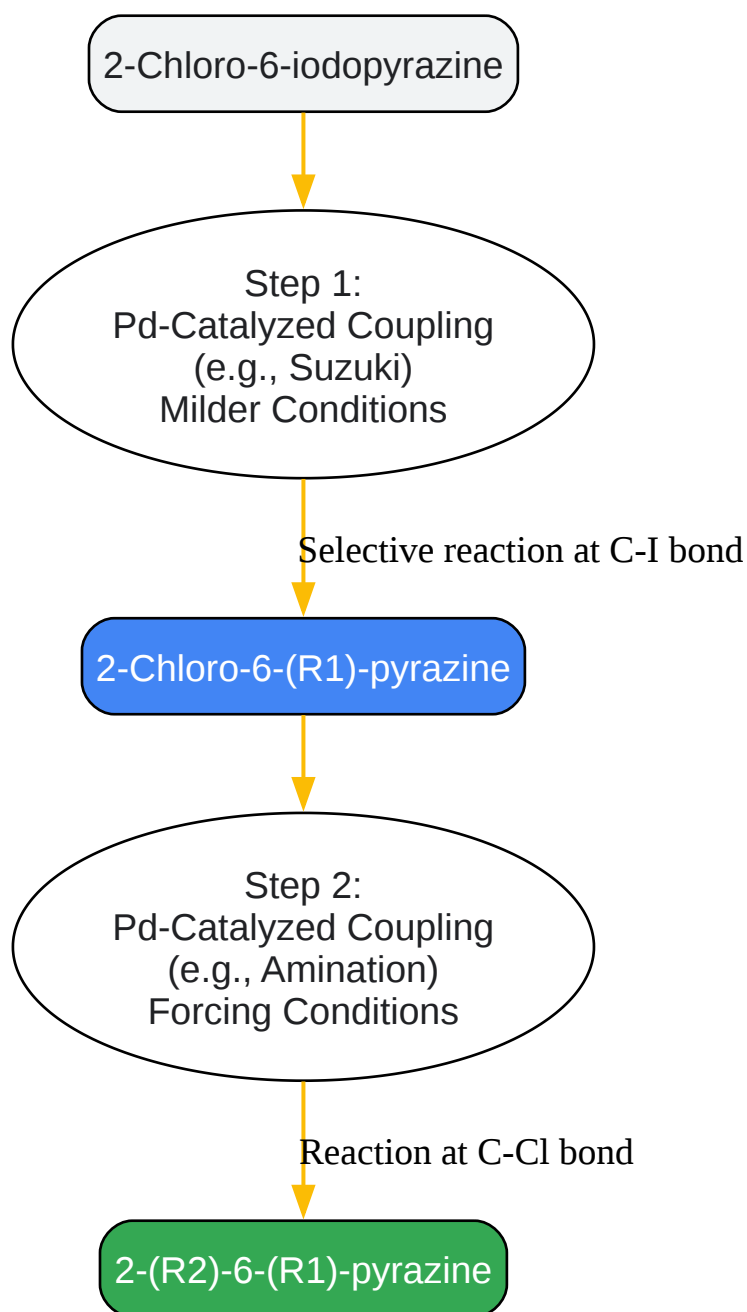 2-Chloro-6-iodopyrazine
Step 1:
Pd-Catalyzed Coupling
(e.g., Suzuki)
Milder Conditions
Selective reaction at C-I bond
2-Chloro-6-(R1)-pyrazine
Step 2:
Pd-Catalyzed Coupling
(e.g., Amination)
Forcing Conditions
Reaction at C-Cl bond
2-(R2)-6-(R1)-pyrazine